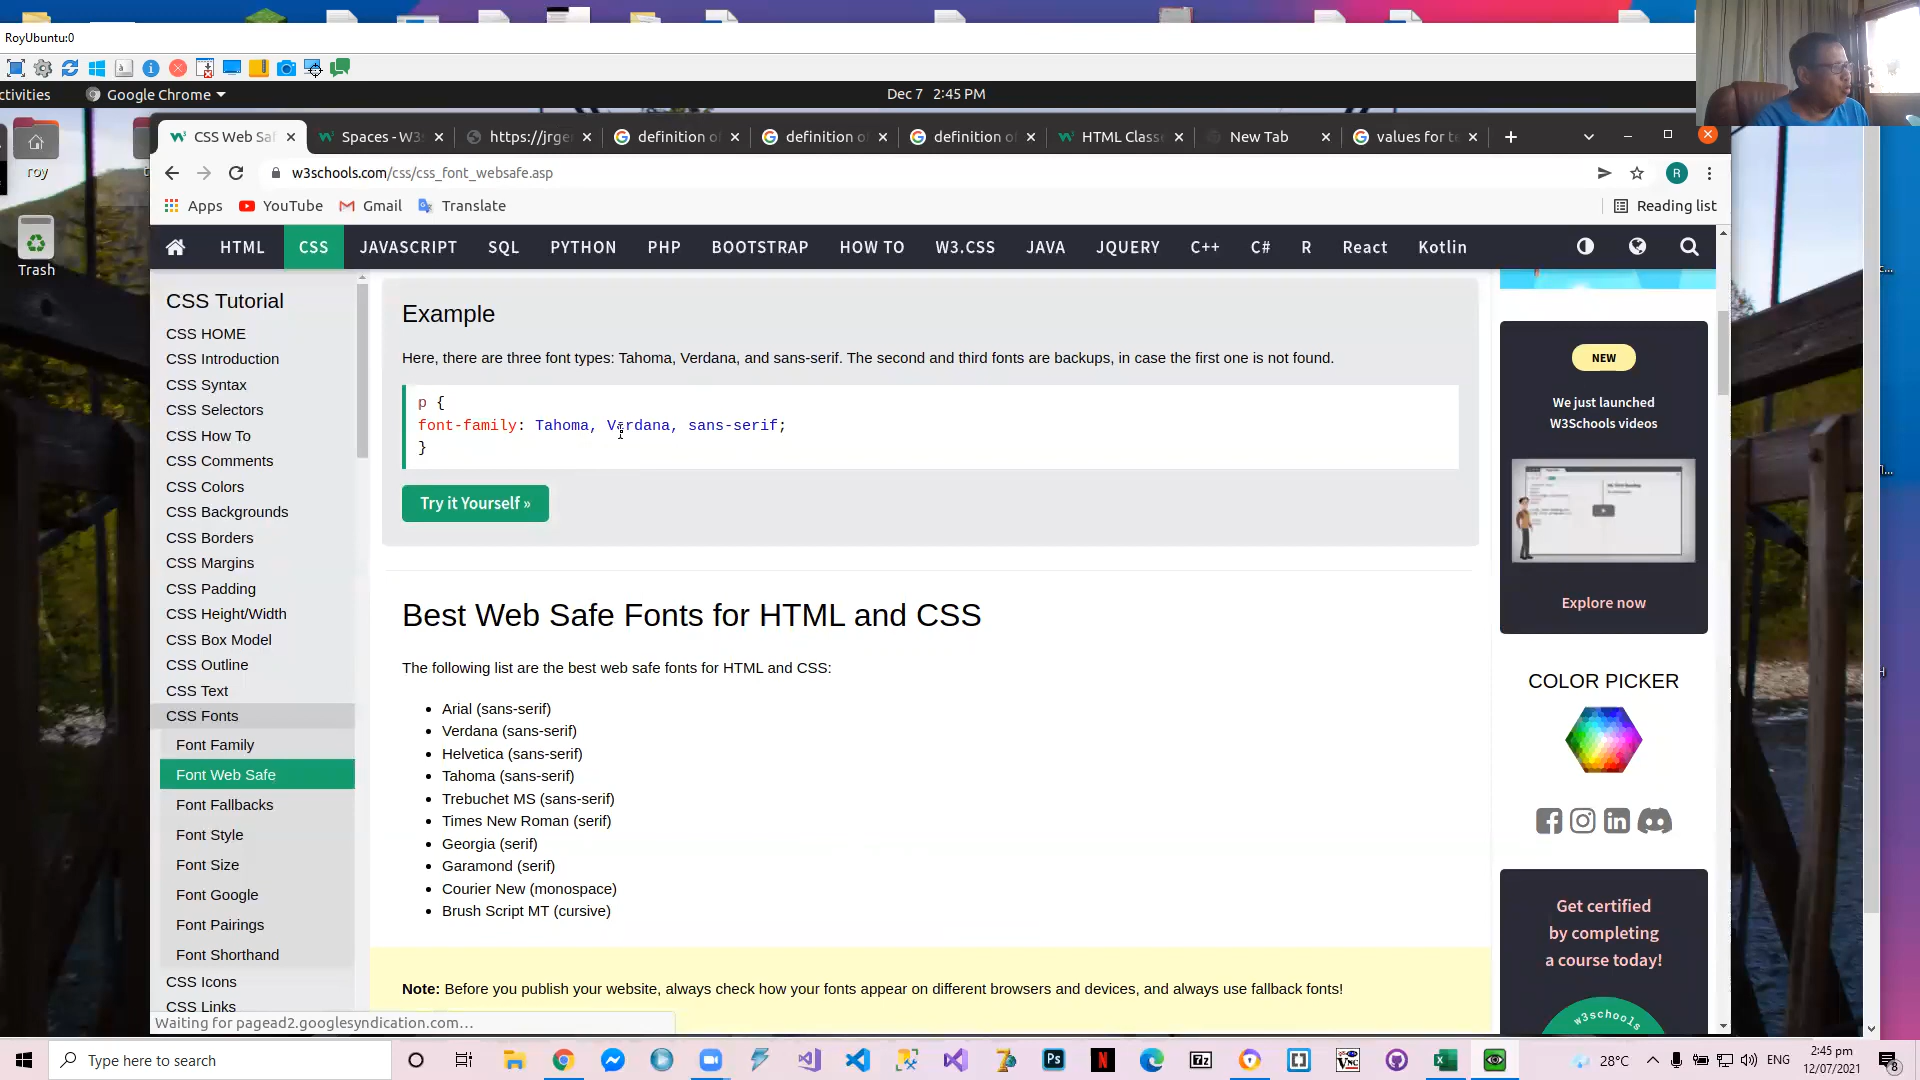 RoyUbuntu:0
ctivities
Google Chrome
Dec 7 2:45 PM
CSS Web Sa
Spaces - W3
https://jrge
definition o
definition o
definition o
HTML Classe
New Tab
values for te
w3schools.com/css/css_font_websafe.asp
R
Apps
YouTube
Gmail
Translate
Reading list
roy
Trash
HTML
CSS
JAVASCRIPT
SQL
PYTHON
PHP
BOOTSTRAP
HOW TO
W3.CSS
JAVA
JQUERY
C++
C#
R
React
Kotlin
CSS Tutorial
CSS HOME
CSS Introduction
CSS Syntax
CSS Selectors
CSS How To
CSS Comments
CSS Colors
CSS Backgrounds
CSS Borders
CSS Margins
CSS Padding
CSS Height/Width
CSS Box Model
CSS Outline
CSS Text
CSS Fonts
Font Family
Font Web Safe
Font Fallbacks
Font Style
Font Size
Font Google
Font Pairings
Font Shorthand
CSS Icons
CSS Links
Example
Here, there are three font types: Tahoma, Verdana, and sans-serif. The second and third fonts are backups, in case the first one is not found.
p {
font-family: Tahoma, Verdana, sans-serif;
}
Try it Yourself »
Best Web Safe Fonts for HTML and CSS
The following list are the best web safe fonts for HTML and CSS:
Arial (sans-serif)
Verdana (sans-serif)
Helvetica (sans-serif)
Tahoma (sans-serif)
Trebuchet MS (sans-serif)
Times New Roman (serif)
Georgia (serif)
Garamond (serif)
Courier New (monospace)
Brush Script MT (cursive)
Note: Before you publish your website, always check how your fonts appear on different browsers and devices, and always use fallback fonts!
NEW
We just launched
W3Schools videos
Explore now
COLOR PICKER
Get certified
by completing
a course today!
w3schools
Waiting for pagead2.googlesyndication.com...
Type here to search
28°C
ENG
2:45 pm
12/07/2021
8